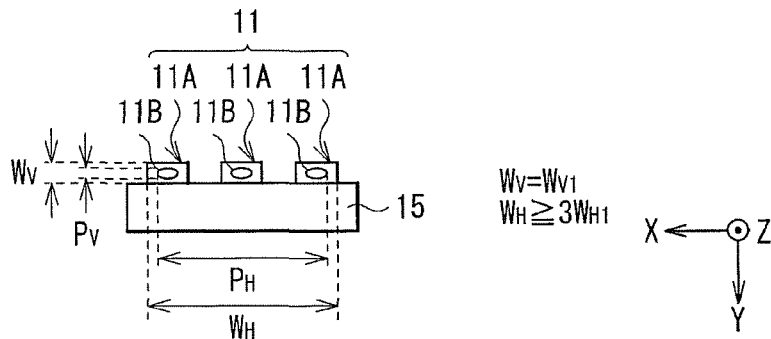 11
11A 11A 11A
11B 11B 11B
WV
PV
15
PH
WH
WV=WV1
WH≧3WH1
X Z
Y